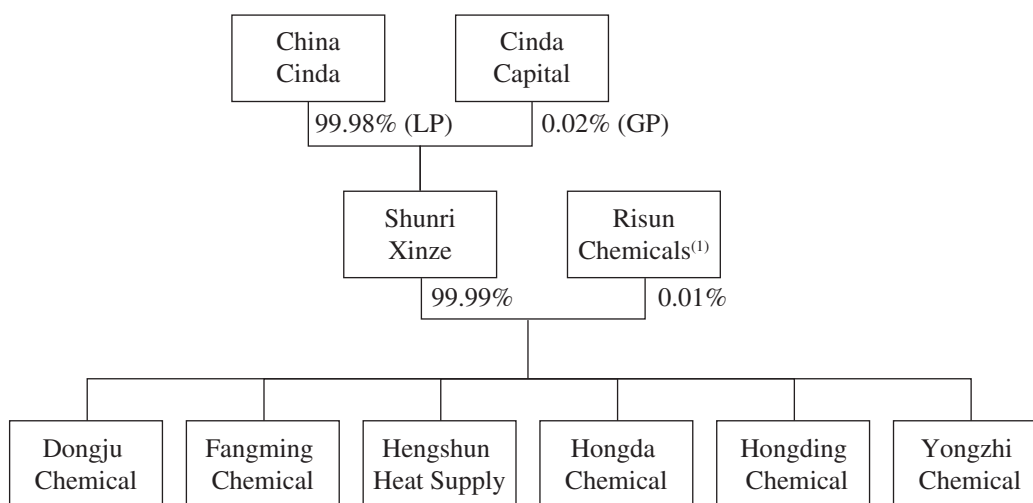 China
Cinda
Cinda
Capital
99.98% (LP)
0.02% (GP)
Shunri
Xinze
Risun
Chemicals(1)
99.99%
0.01%
Dongju
Chemical
Fangming
Chemical
Hengshun
Heat Supply
Hongda
Chemical
Hongding
Chemical
Yongzhi
Chemical